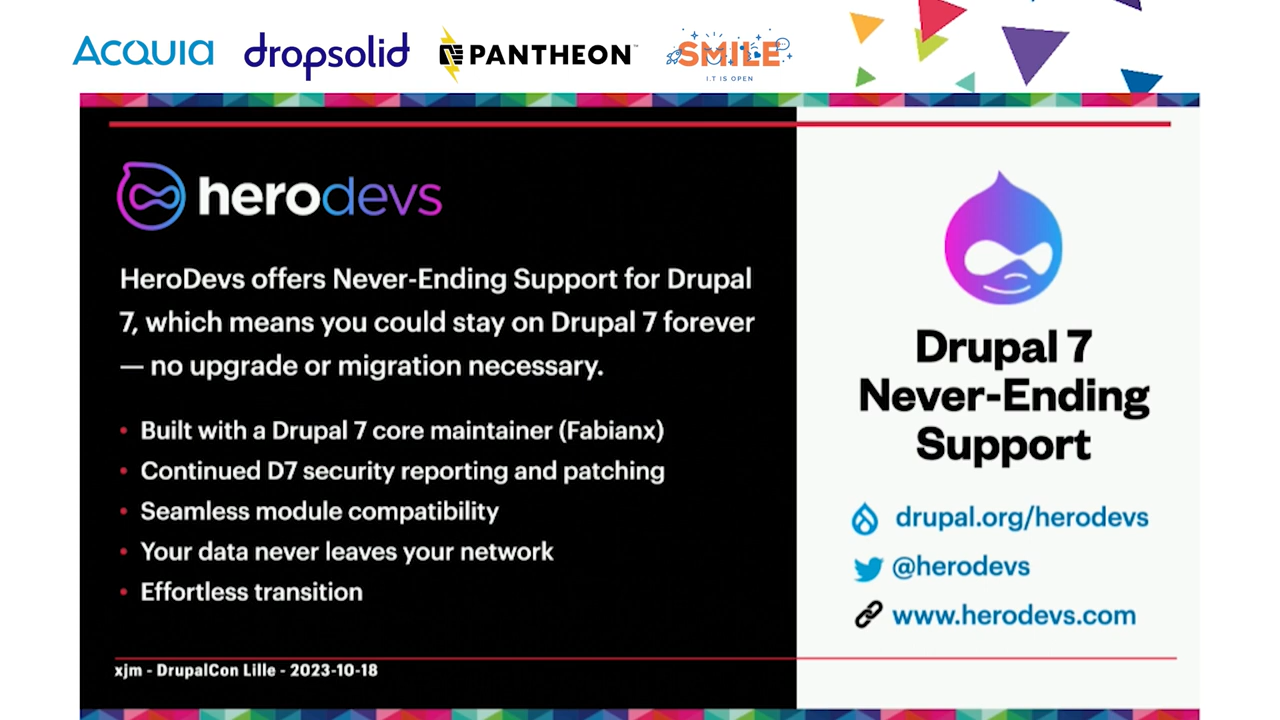 Acquia
dropsolid
PANTHEON
SMILE
I.T IS OPEN
herodevs
HeroDevs offers Never-Ending Support for Drupal
7, which means you could stay on Drupal 7 forever
— no upgrade or migration necessary.
• Built with a Drupal 7 core maintainer (Fabianx)
• Continued D7 security reporting and patching
• Seamless module compatibility
• Your data never leaves your network
• Effortless transition
Drupal 7
Never-Ending
Support
drupal.org/herodevs
@herodevs
www.herodevs.com
xjm - DrupalCon Lille - 2023-10-18